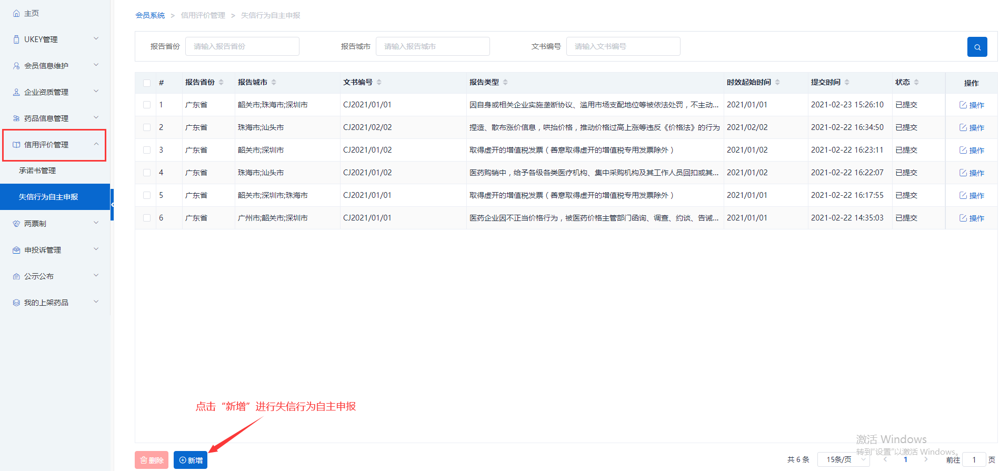 主页
UKEY管理
会员信息维护
企业资质管理
药品信息管理
信用评价管理
承诺书管理
失信行为自主申报
两票制
申投诉管理
公示公布
我的上架药品
会员系统 > 信用评价管理 > 失信行为自主申报
报告省份 请输入报告省份 报告城市 请输入报告城市 文书编号 请输入文书编号
# 报告省份 报告城市 文书编号 报告类型 时效起始时间 提交时间 状态 操作
1 广东省 韶关市;珠海市;深圳市 CJ2021/01/01 因自身或相关企业实施垄断协议、滥用市场支配地位等被依法处罚，不主动... 2021/01/01 2021-02-23 15:26:10 已提交 操作
2 广东省 珠海市;汕头市 CJ2021/02/02 捏造、散布涨价信息，哄抬价格，推动价格过高上涨等违反《价格法》的行为 2021/02/02 2021-02-22 16:34:50 已提交 操作
3 广东省 韶关市;深圳市 CJ2021/01/02 取得虚开的增值税发票（善意取得虚开的增值税专用发票除外） 2021/01/02 2021-02-22 16:23:11 已提交 操作
4 广东省 珠海市;汕头市 CJ2021/01/02 医药购销中，给予各级各类医疗机构、集中采购机构及其工作人员回扣或其... 2021/01/02 2021-02-22 16:22:07 已提交 操作
5 广东省 韶关市;深圳市;珠海市 CJ2021/01/01 取得虚开的增值税发票（善意取得虚开的增值税专用发票除外） 2021/01/01 2021-02-22 16:17:55 已提交 操作
6 广东省 广州市;韶关市;深圳市 CJ2021/01/01 医药企业因不正当价格行为，被医药价格主管部门函询、调查、约谈、告诫... 2021/01/01 2021-02-22 14:35:03 已提交 操作
点击“新增”进行失信行为自主申报
激活 Windows
转到“设置”以激活 Windows。
删除 新增 共 6 条 15条/页 < 1 > 前往 1 页